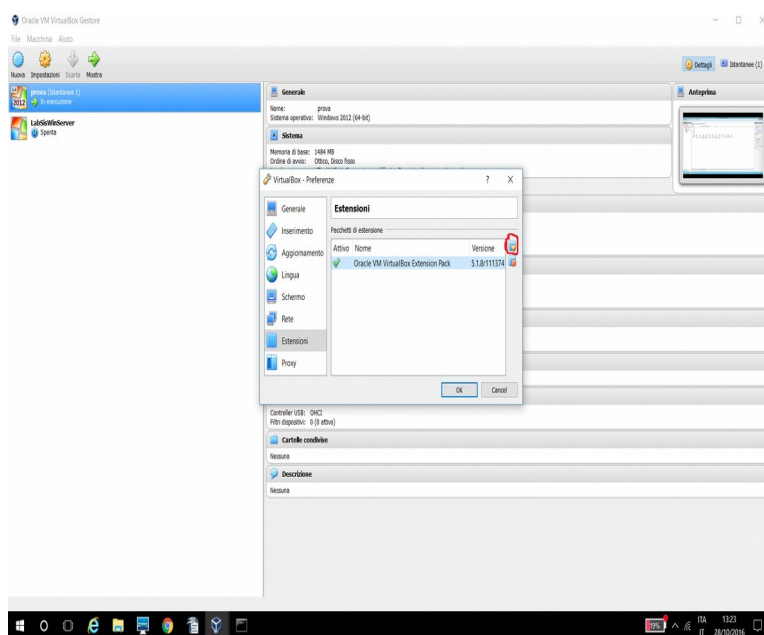 Oracle VM VirtualBox Gestore
File Macchina Aiuto
Nuova Impostazioni Scarta Mostra
Dettagli Istantanee (1)
prova (Istantanea 1)
In esecuzione
2012
LabSisWinServer
Spenta
Generale
Nome: prova
Sistema operativo: Windows 2012 (64-bit)
Sistema
Memoria di base: 1484 MB
Ordine di avvio: Ottico, Disco fisso
Anteprima
VirtualBox - Preferenze
Generale
Inserimento
Aggiornamento
Lingua
Schermo
Rete
Estensioni
Proxy
Estensioni
Pacchetti di estensione
Attivo Nome Versione
Oracle VM VirtualBox Extension Pack 5.1.8r111374
OK Cancel
Controller USB: OHCI
Filtri dispositivi: 0 (0 attivo)
Cartelle condivise
Nessuna
Descrizione
Nessuna
19%
ITA 13:23
IT 28/10/2016